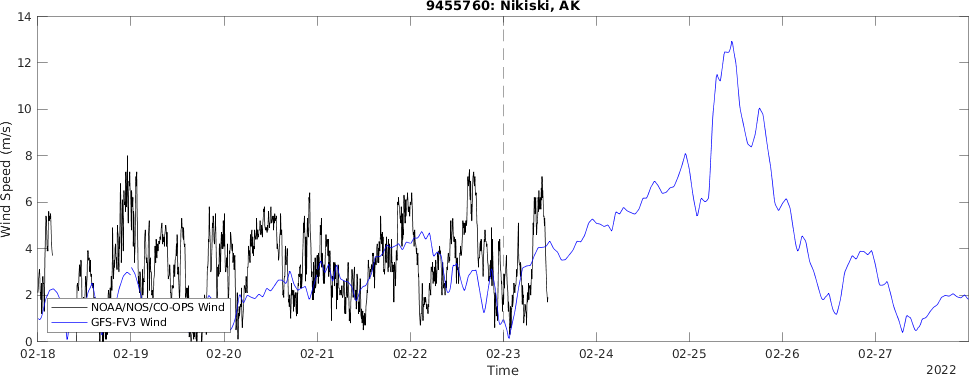 9455760: Nikiski, AK
14
12
10
8
6
4
2
0
Wind Speed (m/s)
NOAA/NOS/CO-OPS Wind
GFS-FV3 Wind
02-18 02-19 02-20 02-21 02-22 02-23 02-24 02-25 02-26 02-27
Time
2022